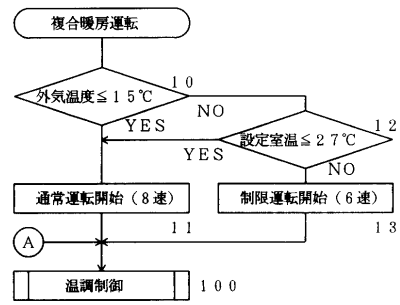 複合暖房運転
外気温度≦15℃
10
NO
YES
設定室温≦27℃
12
YES
NO
通常運転開始(8速)
11
制限運転開始(6速)
13
A
温調制御
100